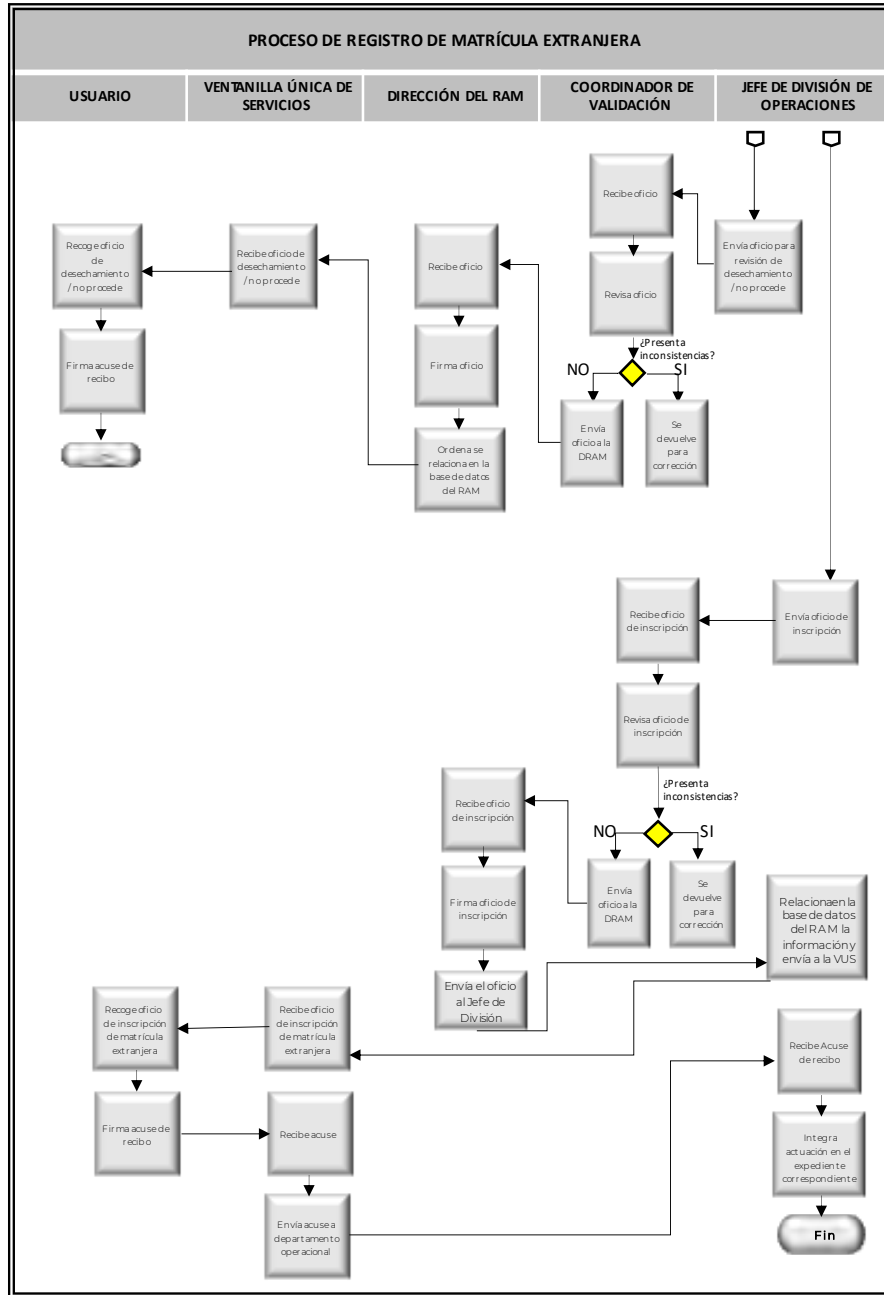 PROCESO DE REGISTRO DE MATRÍCULA EXTRANJERA
USUARIO
VENTANILLA ÚNICA DE
SERVICIOS
DIRECCIÓN DEL RAM
COORDINADOR DE
VALIDACIÓN
JEFE DE DIVISIÓN DE
OPERACIONES
Recibe oficio
Recoge oficio
de
desechamiento
/ no procede
Recibe oficio de
desechamiento
/ no procede
Recibe oficio
Envía oficio para
revisión de
desechamiento
/ no procede
Revisa oficio
¿Presenta
inconsistencias?
NO
SI
Firma acuse de
recibo
Firma oficio
Envía
oficio a la
DRAM
Se
devuelve
para
corrección
Ordena se
relaciona en la
base de datos
del RAM
Recibe oficio
de inscripción
Envía oficio de
inscripción
Revisa oficio de
inscripción
¿Presenta
inconsistencias?
Recibe oficio
de inscripción
NO
SI
Envía
oficio a la
DRAM
Se
devuelve
para
corrección
Firma oficio de
inscripción
Relaciona en la
base de datos
del RAM la
información y
envía a la VUS
Envía el oficio
al Jefe de
División
Recoge oficio
de inscripción
de matrícula
extranjera
Recibe oficio
de inscripción
de matrícula
extranjera
Recibe Acuse
de recibo
Firma acuse de
recibo
Recibe acuse
Integra
actuación en el
expediente
correspondiente
Envía acuse a
departamento
operacional
Fin